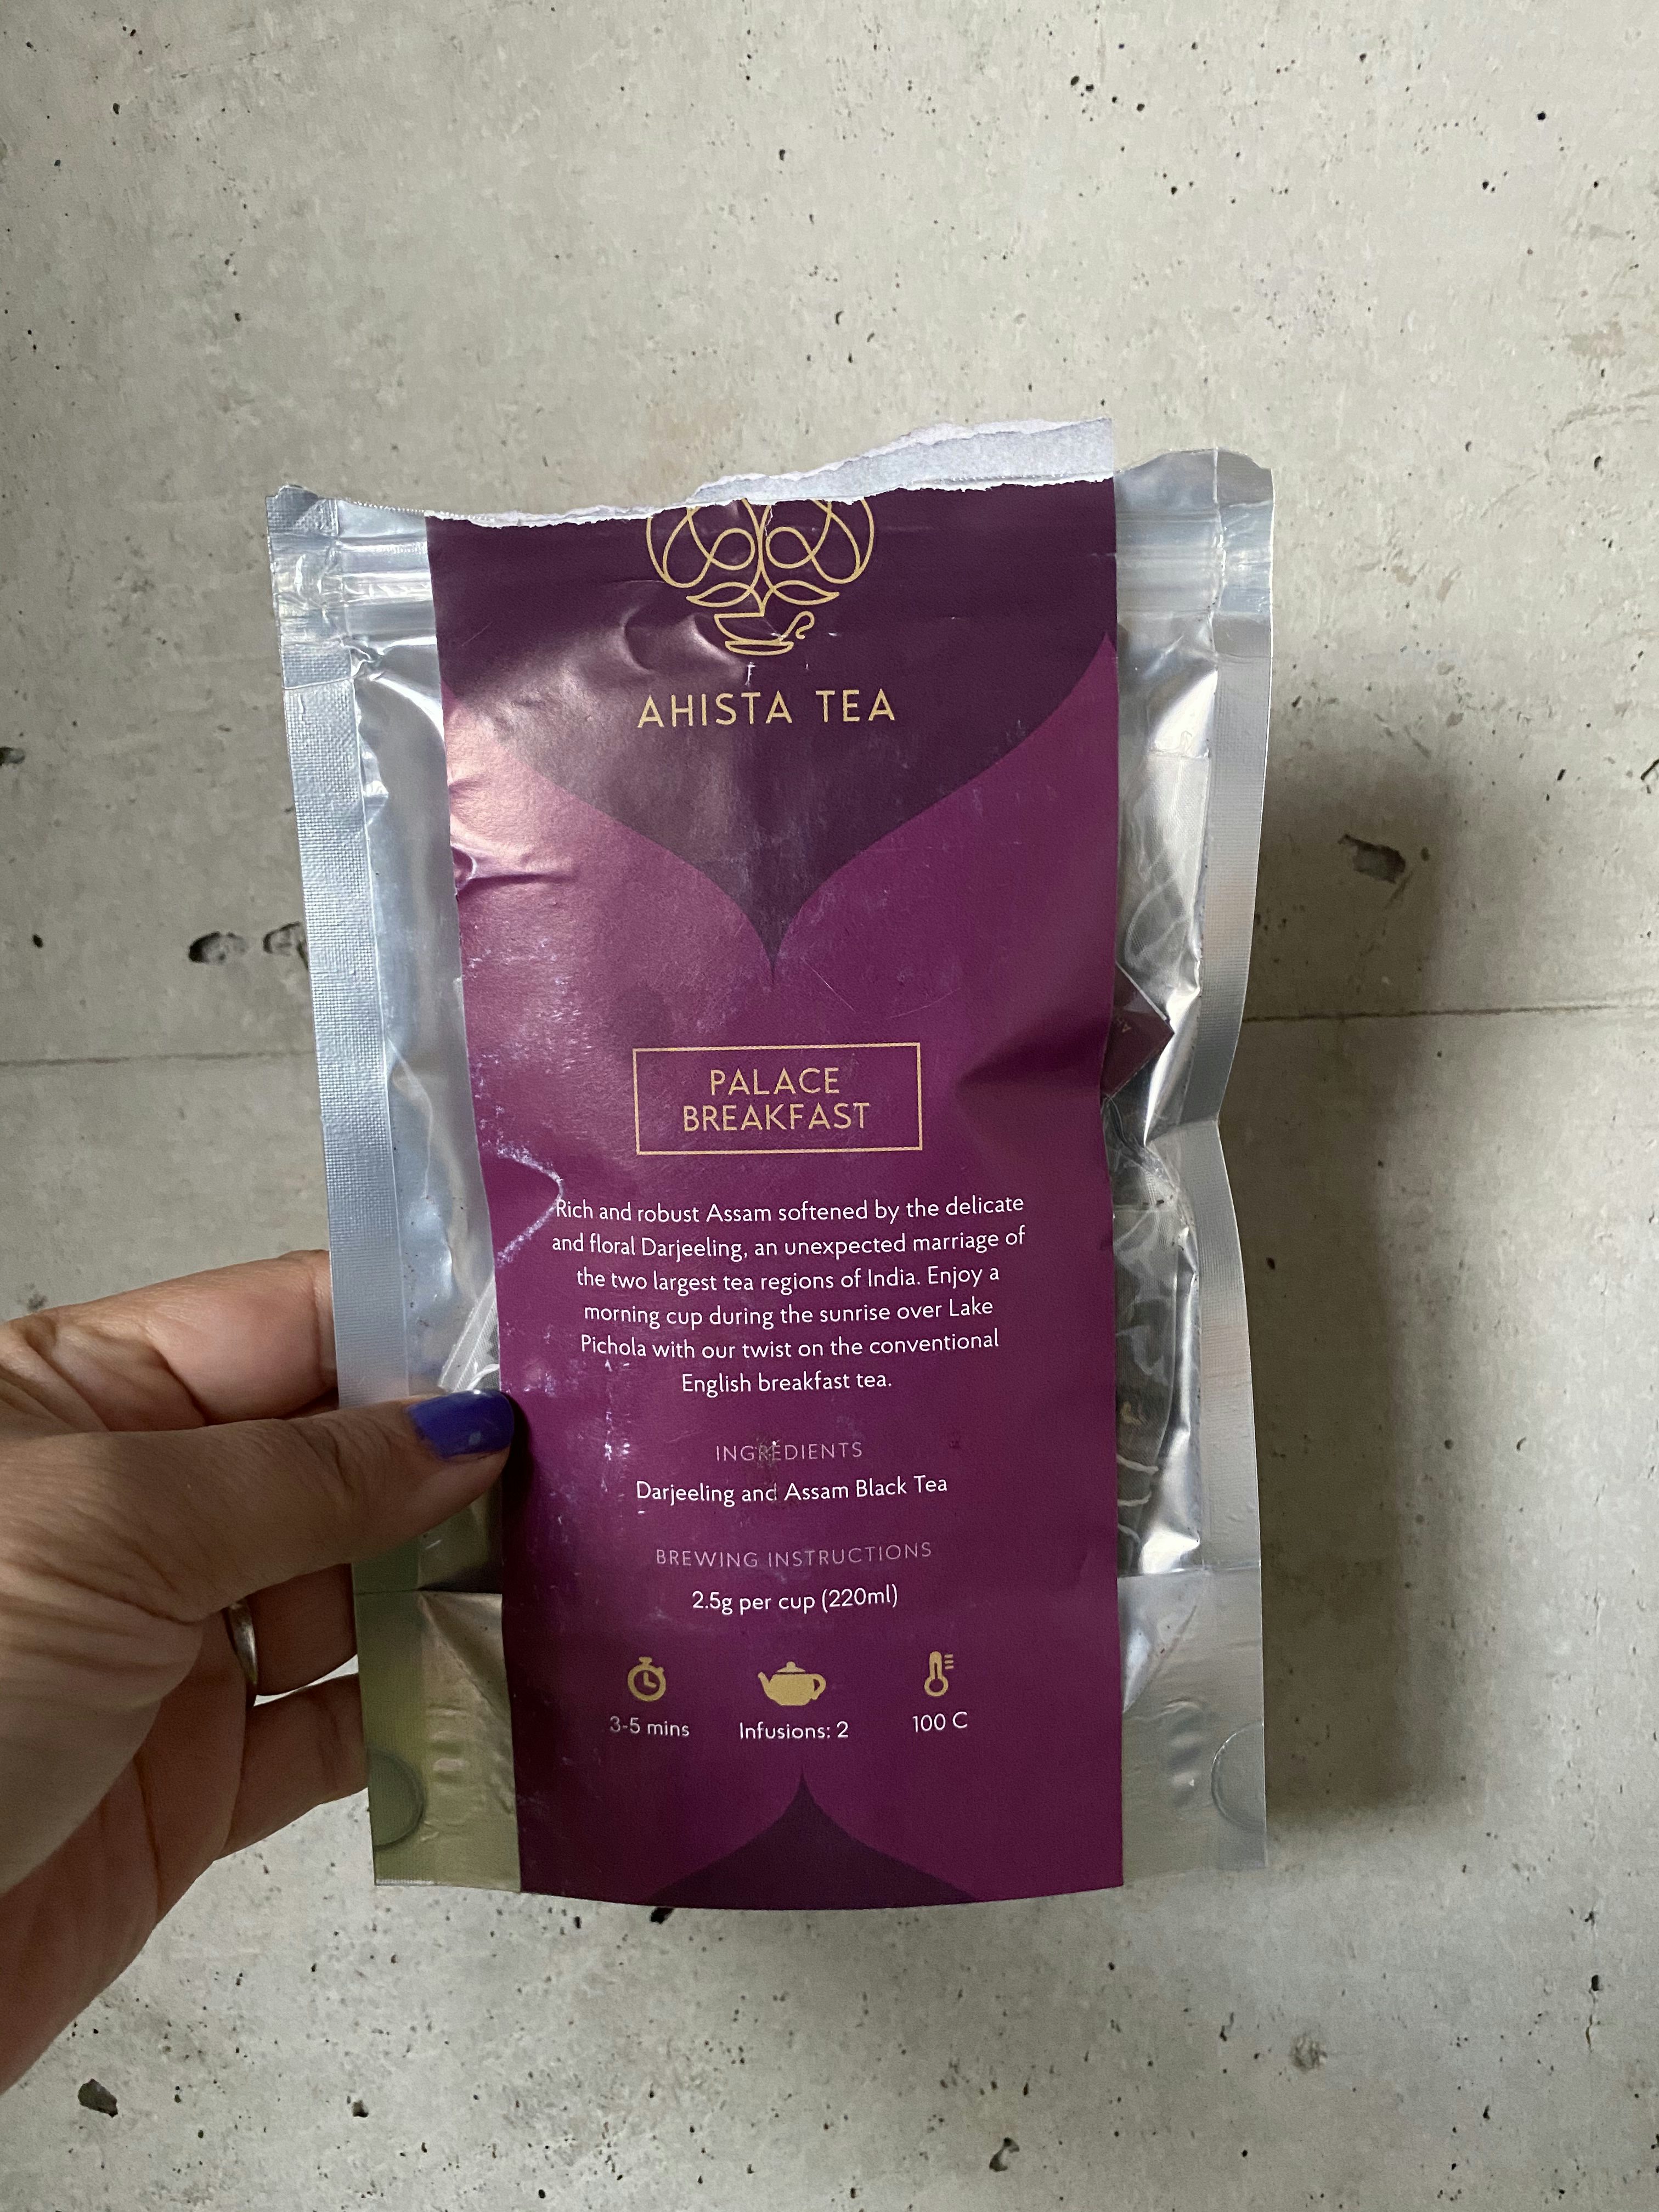 AHISTA TEA
PALACE
BREAKFAST
Rich and robust Assam softened by the delicate
and floral Darjeeling, an unexpected marriage of
the two largest tea regions of India. Enjoy a
morning cup during the sunrise over Lake
Pichola with our twist on the conventional
English breakfast tea.
INGREDIENTS
Darjeeling and Assam Black Tea
BREWING INSTRUCTIONS
2.5g per cup (220ml)
3-5 mins
Infusions: 2
100 C